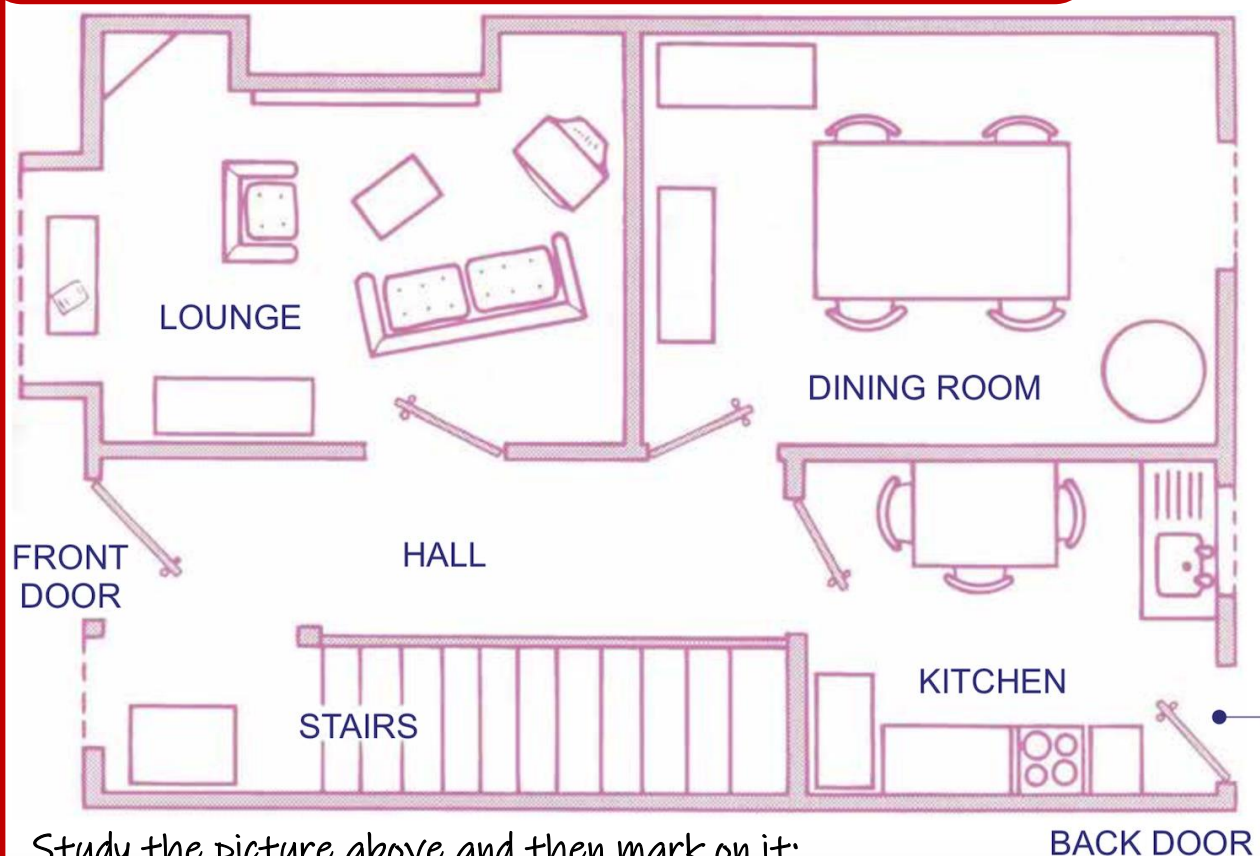 LOUNGE
DINING ROOM
FRONT
DOOR
HALL
KITCHEN
STAIRS
BACK DOOR
Study the picture above and then mark on it: